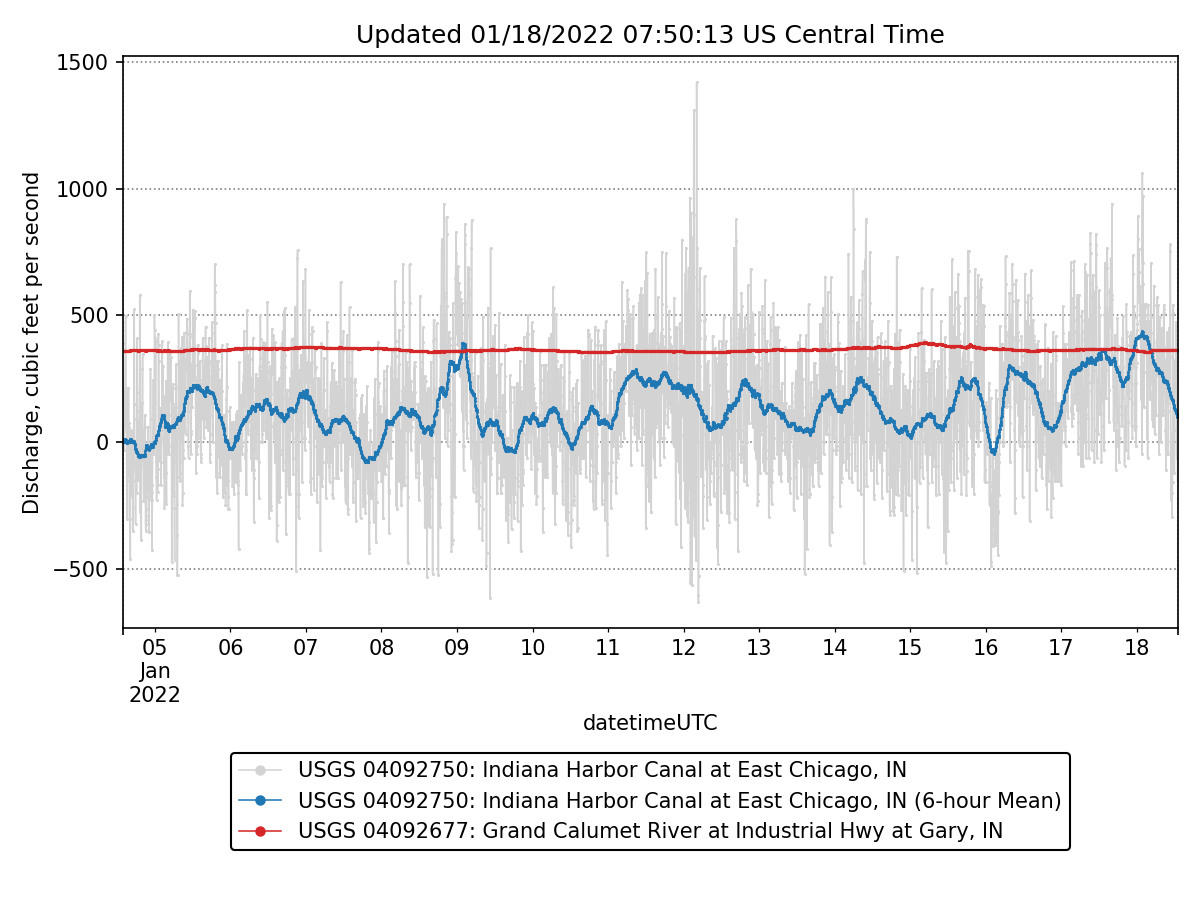 Updated 01/18/2022 07:50:13 US Central Time
Discharge, cubic feet per second
1500
1000
500
0
−500
05 06 07 08 09 10 11 12 13 14 15 16 17 18
Jan
2022
datetimeUTC
USGS 04092750: Indiana Harbor Canal at East Chicago, IN
USGS 04092750: Indiana Harbor Canal at East Chicago, IN (6-hour Mean)
USGS 04092677: Grand Calumet River at Industrial Hwy at Gary, IN